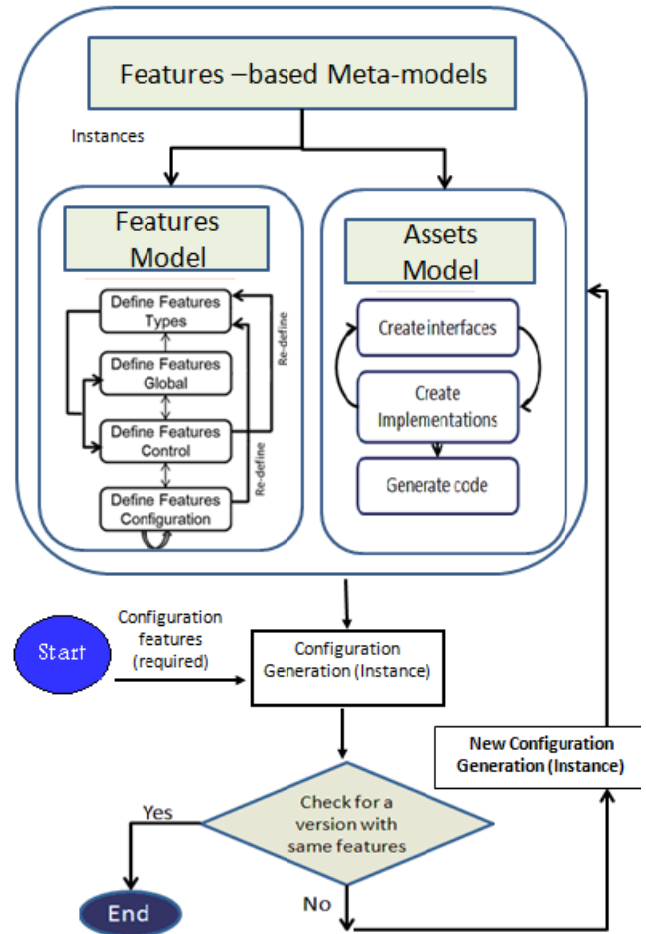 Features –based Meta-models
Instances
Features
Model
Define Features
Types
Define Features
Global
Define Features
Control
Define Features
Configuration
Re-define
Re-define
Assets
Model
Create interfaces
Create
Implementations
Generate code
Start
Configuration
features
(required)
Configuration
Generation (Instance)
New Configuration
Generation (Instance)
Check for a
version with
same features
Yes
No
End